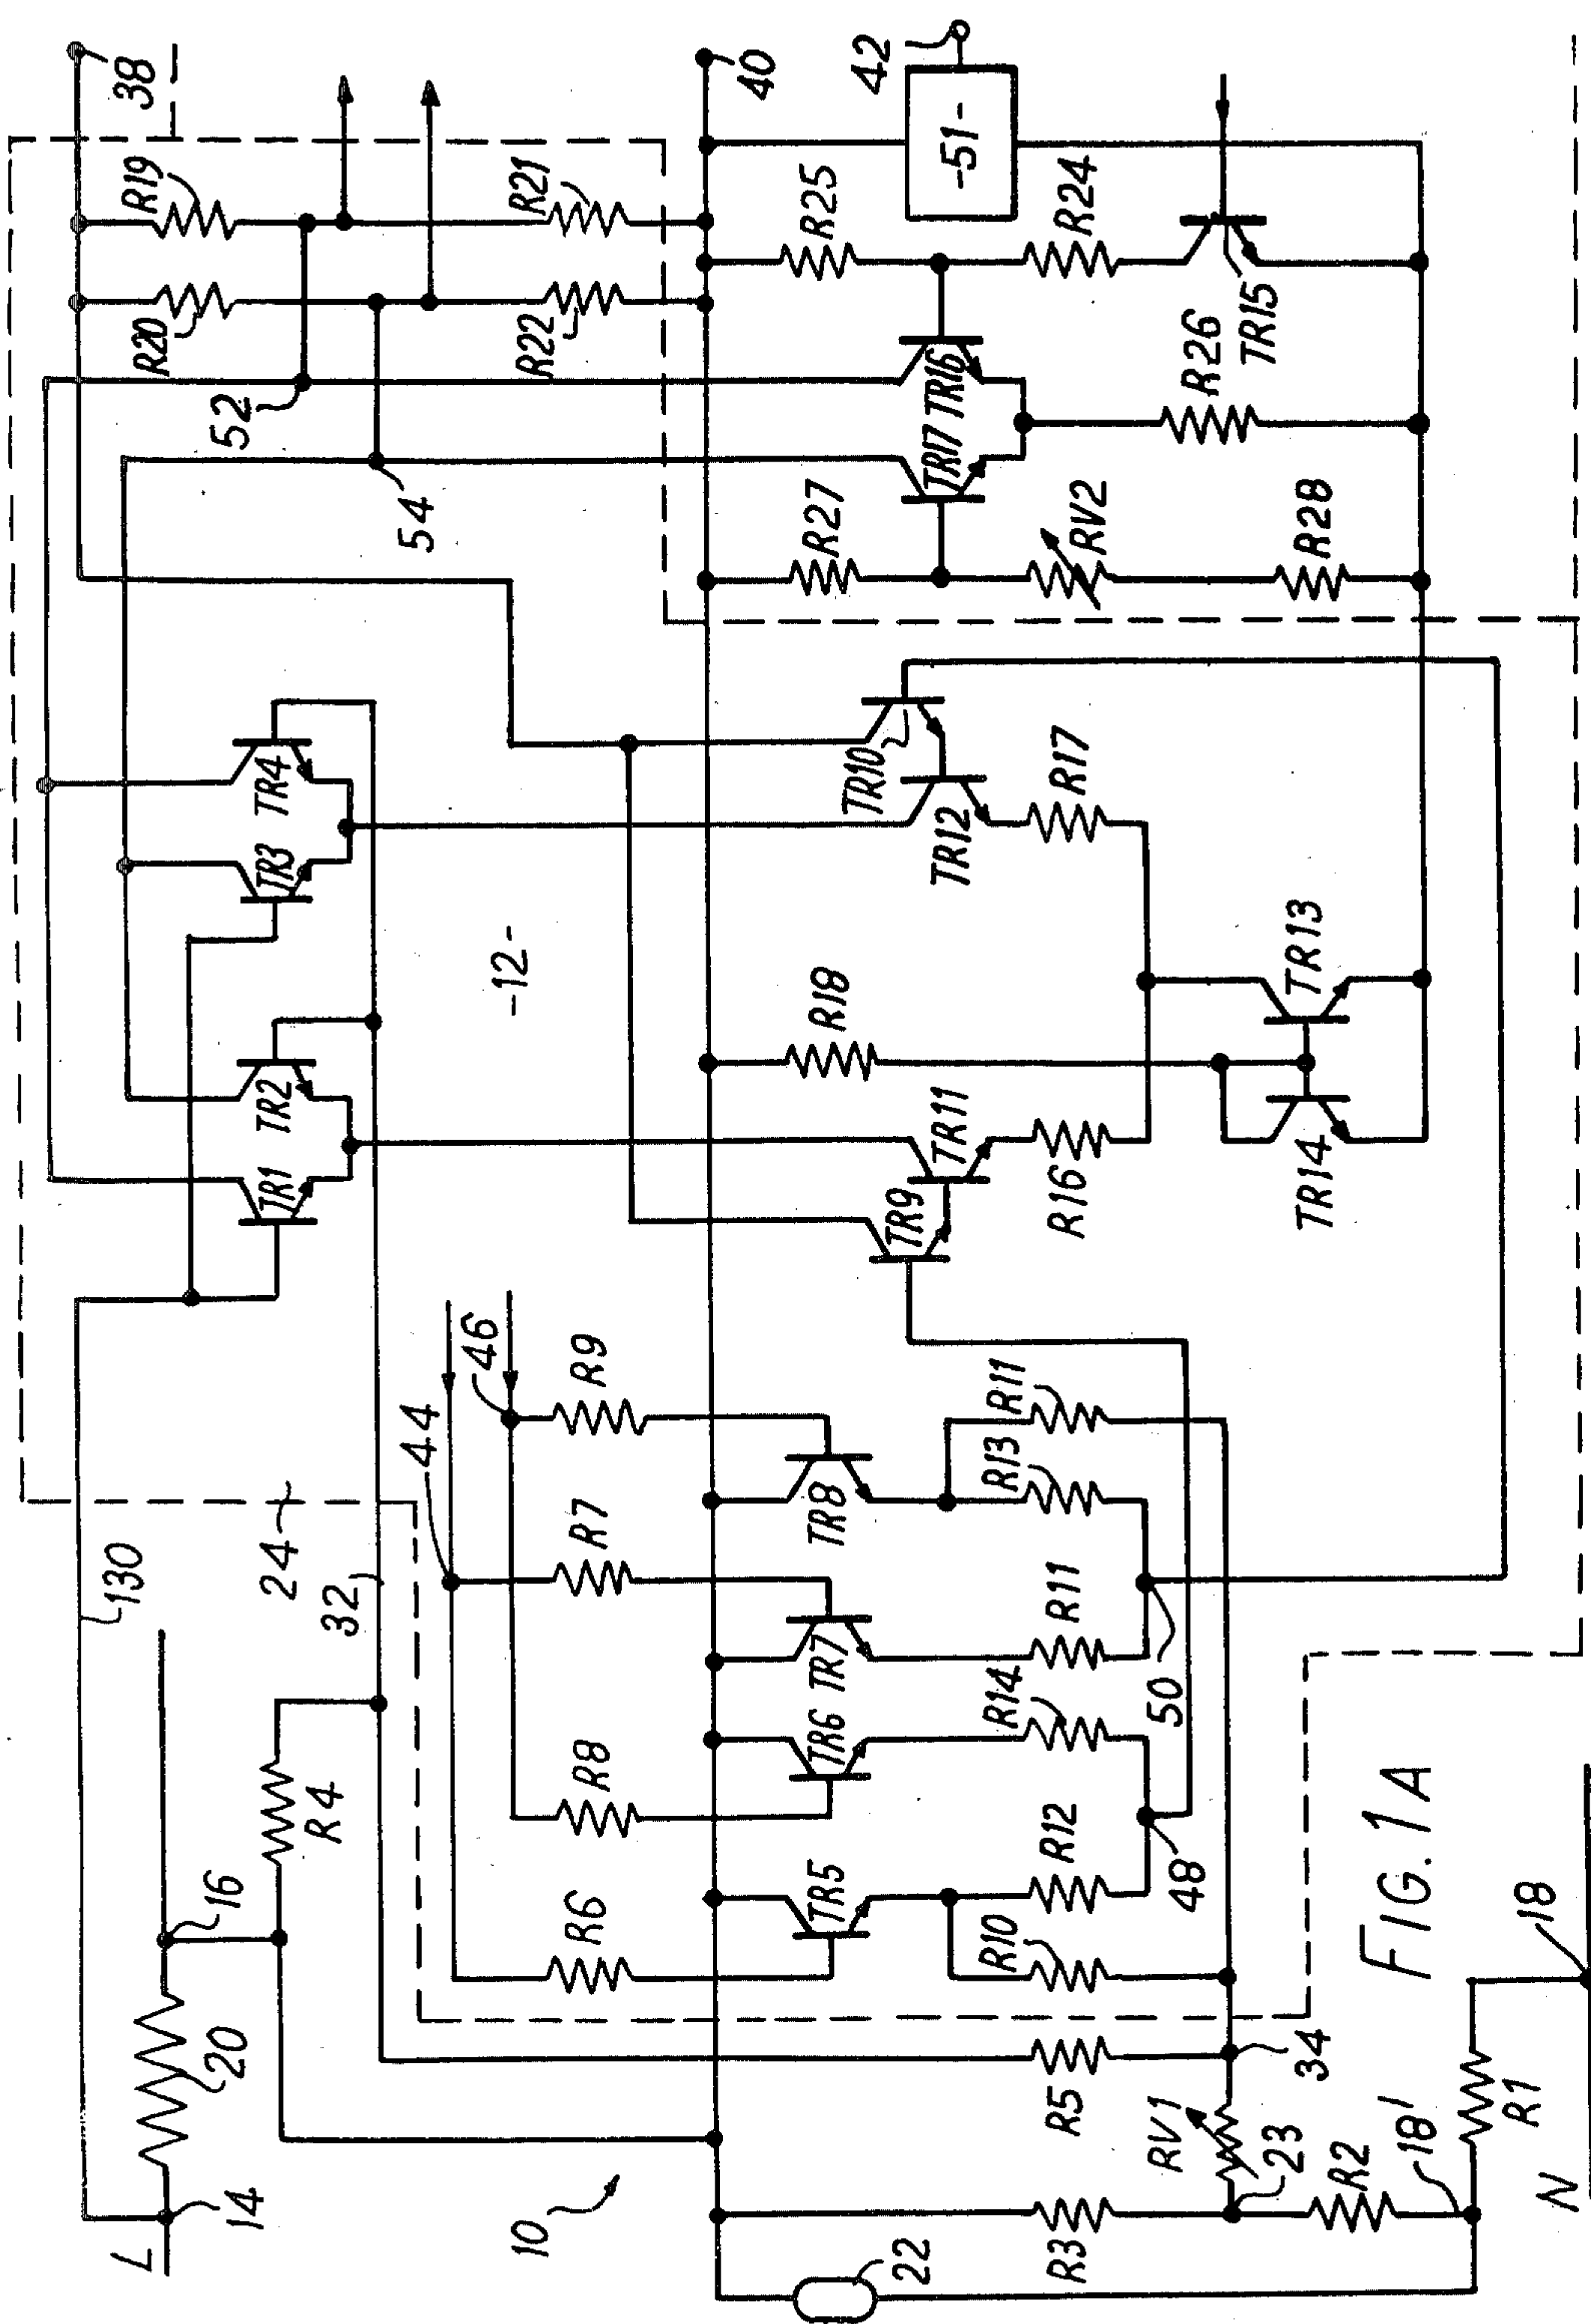 L
130
38
14
20
16
R4
24
32
TR1
TR2
TR3
TR4
R20
R19
52
54
44
46
-12-
10
R6
R8
R7
R9
R22
R21
40
22
TR5
TR6
TR7
TR8
TR9
TR11
R18
TR10
TR12
R27
TR17
TR16
R25
42
-51-
R3
R5
R10
R12
R14
R11
R13
R11
R16
R17
RV2
R24
RV1
23
34
48
50
R26
TR15
R2
TR14
TR13
R28
18'
FIG. 1A
R1
18
N